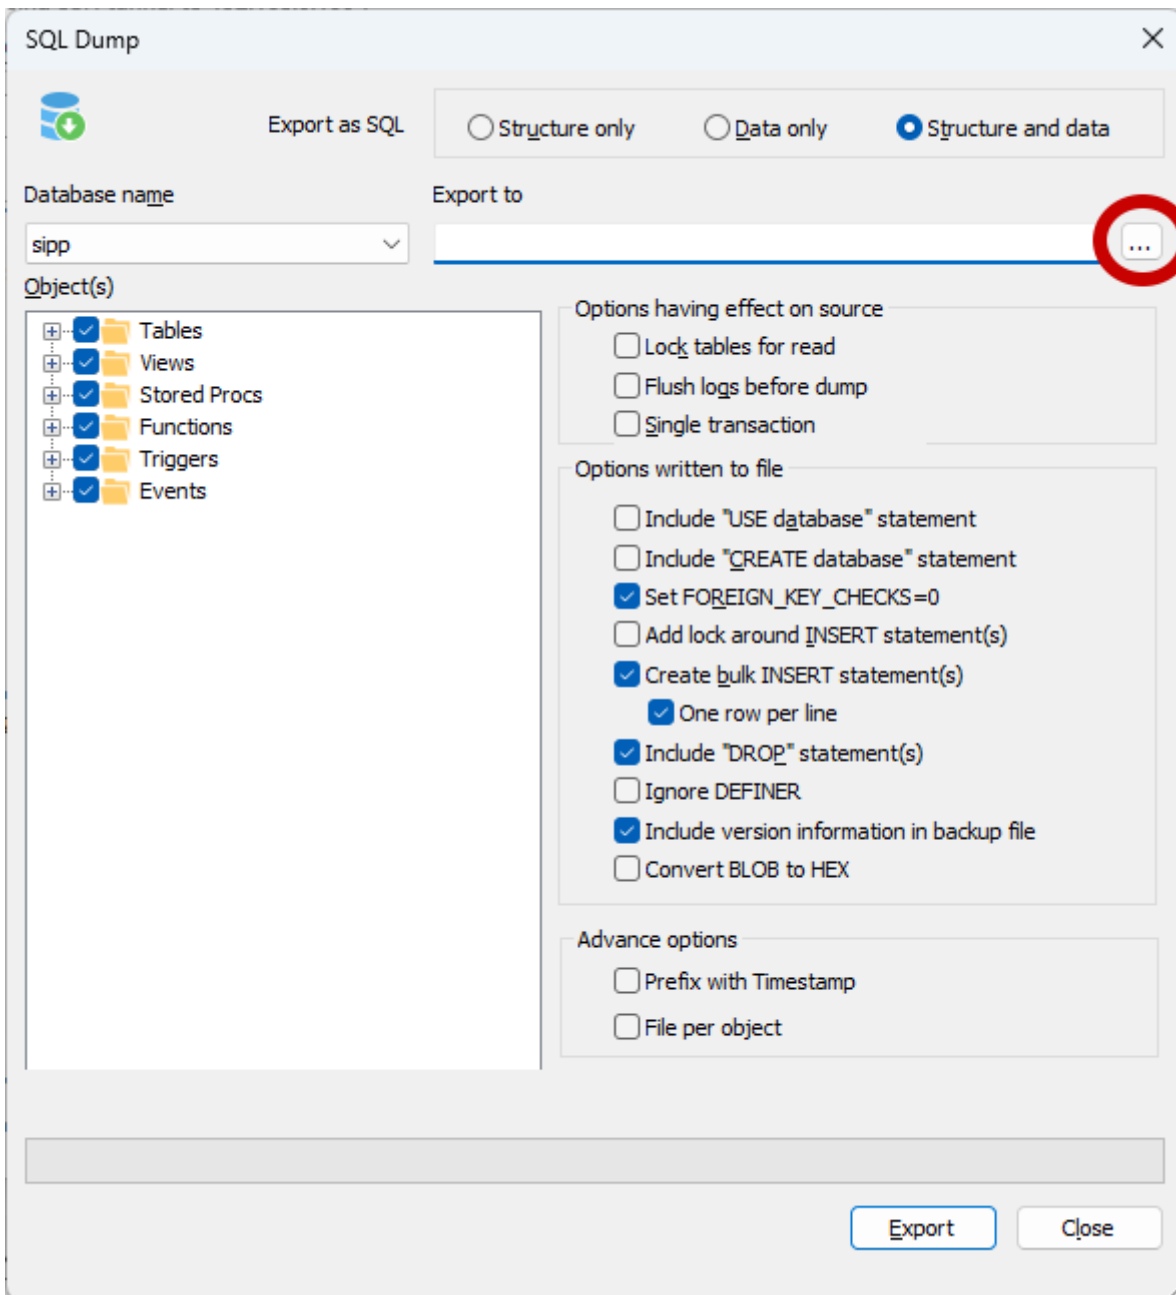 SQL Dump
Export as SQL
Structure only
Data only
Structure and data
Database name
Export to
sipp
...
Object(s)
Tables
Views
Stored Procs
Functions
Triggers
Events
Options having effect on source
Lock tables for read
Flush logs before dump
Single transaction
Options written to file
Include "USE database" statement
Include "CREATE database" statement
Set FOREIGN_KEY_CHECKS=0
Add lock around INSERT statement(s)
Create bulk INSERT statement(s)
One row per line
Include "DROP" statement(s)
Ignore DEFINER
Include version information in backup file
Convert BLOB to HEX
Advance options
Prefix with Timestamp
File per object
Export
Close